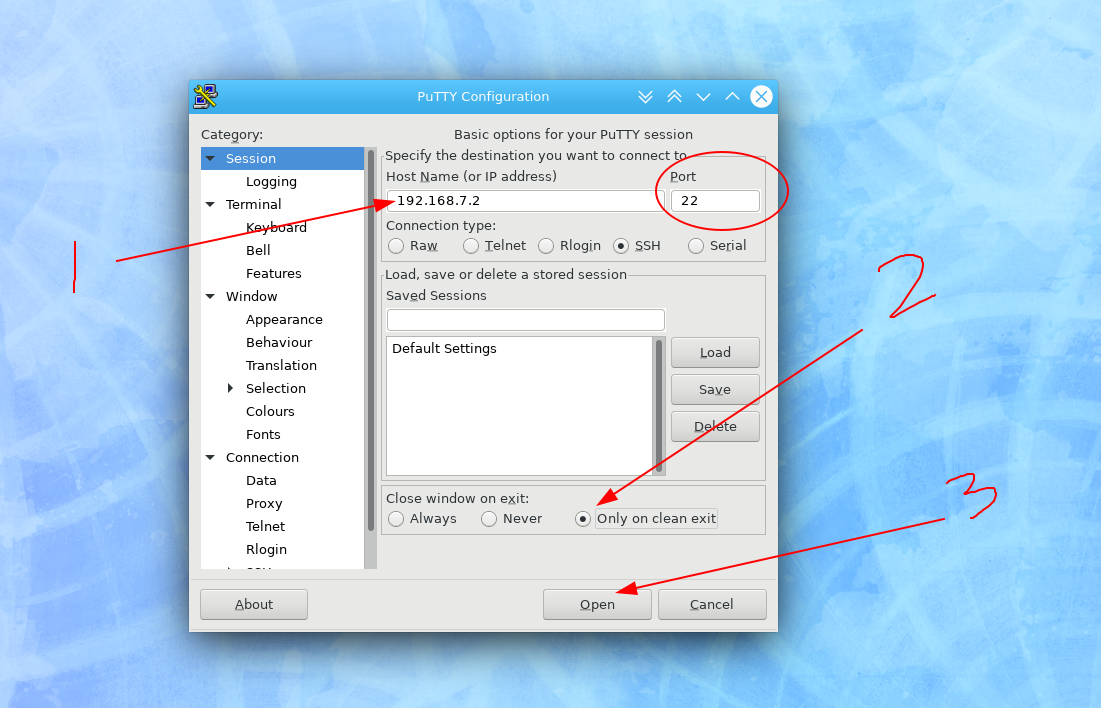 PuTTY Configuration
Category:
Session
Logging
Terminal
Keyboard
Bell
Features
Window
Appearance
Behaviour
Translation
Selection
Colours
Fonts
Connection
Data
Proxy
Telnet
Rlogin
Basic options for your PuTTY session
Specify the destination you want to connect to
Host Name (or IP address) Port
192.168.7.2 22
Connection type:
Raw Telnet Rlogin SSH Serial
Load, save or delete a stored session
Saved Sessions
Default Settings
Load
Save
Delete
Close window on exit:
Always Never Only on clean exit
About Open Cancel
1
2
3